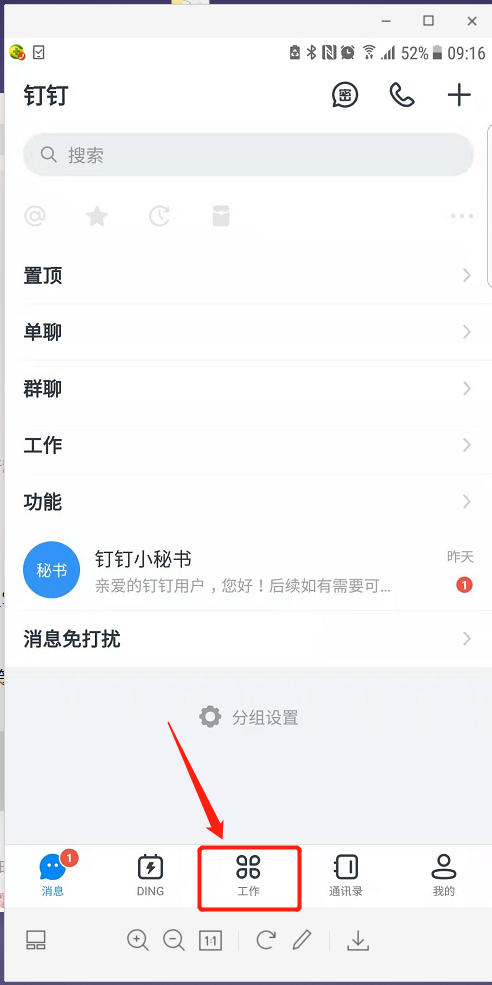 52% 09:16
钉钉
密
搜索
置顶
单聊
群聊
工作
功能
秘书
钉钉小秘书
昨天
亲爱的钉钉用户，您好！后续如有需要可...
1
消息免打扰
分组设置
1
消息
DING
工作
通讯录
我的
1:1